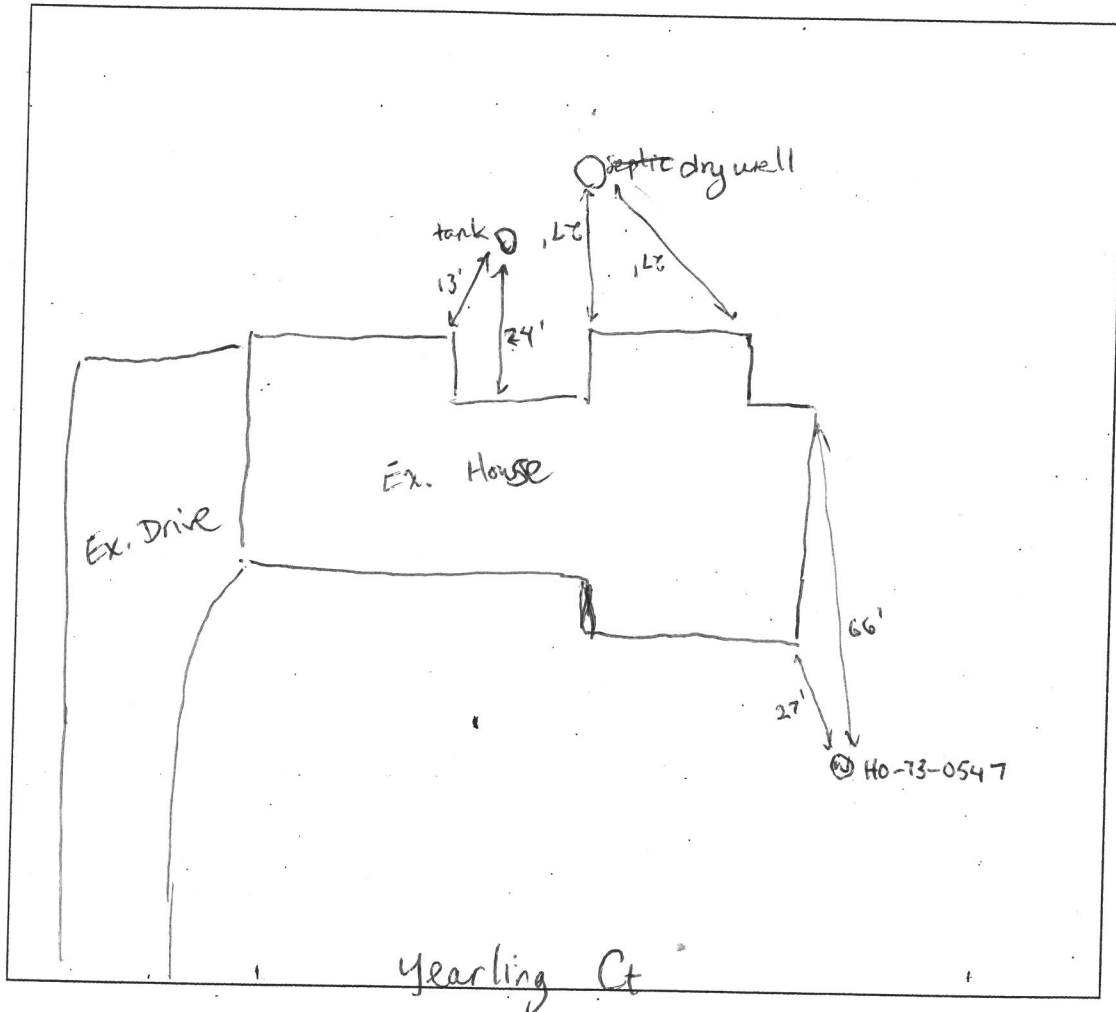 septic dry well
tank
27'
27'
13'
24'
Ex. House
Ex. Drive
66'
27'
HO-73-0547
Yearling Ct